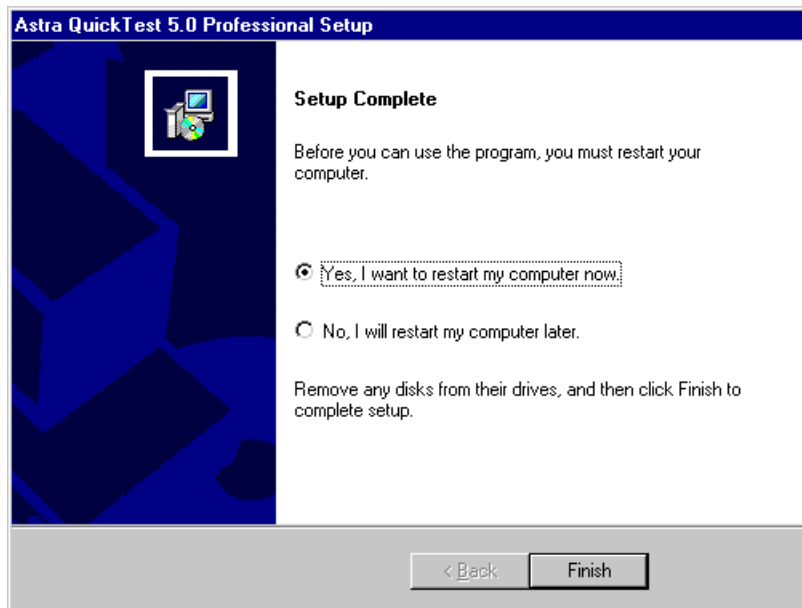 Astra QuickTest 5.0 Professional Setup
Setup Complete
Before you can use the program, you must restart your
computer.
Yes, I want to restart my computer now.
No, I will restart my computer later.
Remove any disks from their drives, and then click Finish to
complete setup.
< Back
Finish